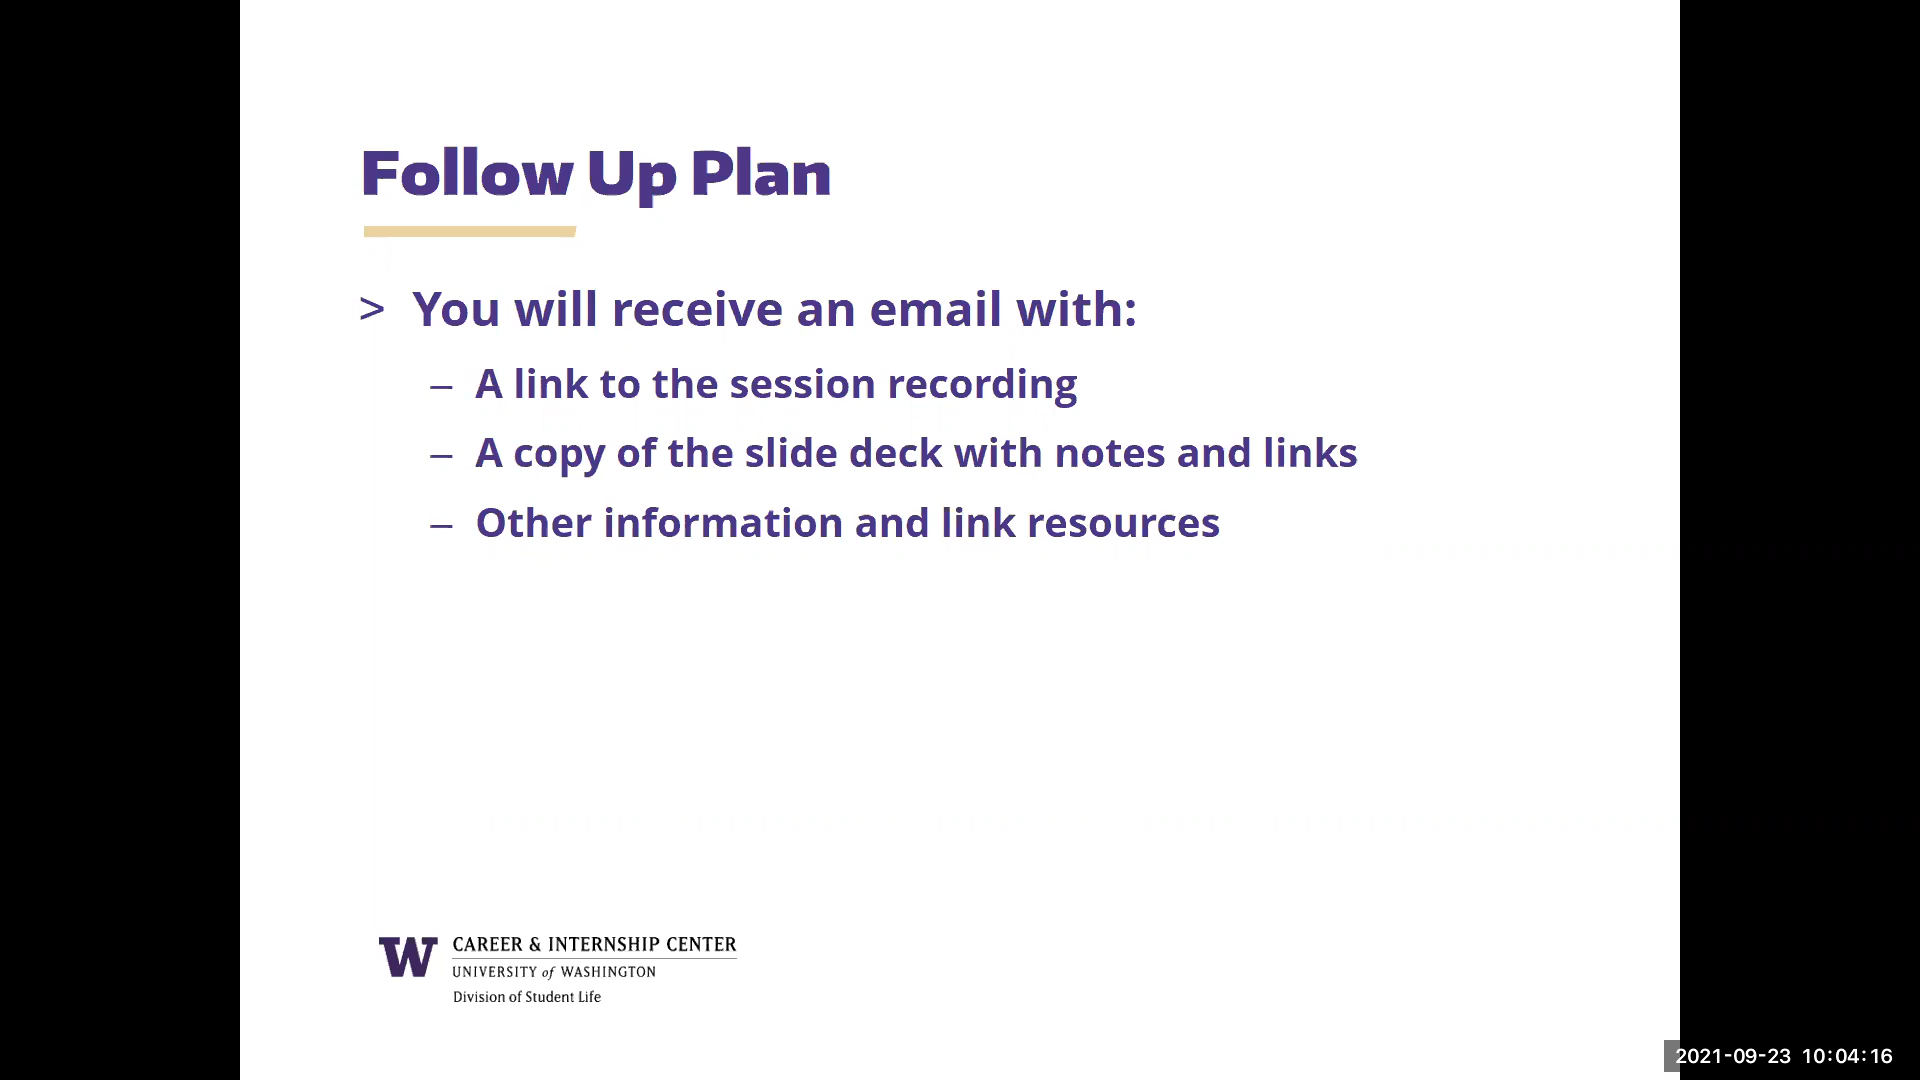 Follow Up Plan
> You will receive an email with:
– A link to the session recording
– A copy of the slide deck with notes and links
– Other information and link resources
W CAREER & INTERNSHIP CENTER
UNIVERSITY of WASHINGTON
Division of Student Life
2021-09-23 10:04:16